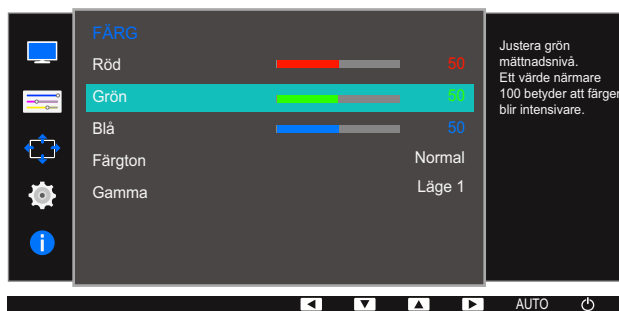 FÄRG
Röd 50
Grön 50
Blå 50
Färgton Normal
Gamma Läge 1
Justera grön
mättnadsnivå.
Ett värde närmare
100 betyder att färger
blir intensivare.
AUTO